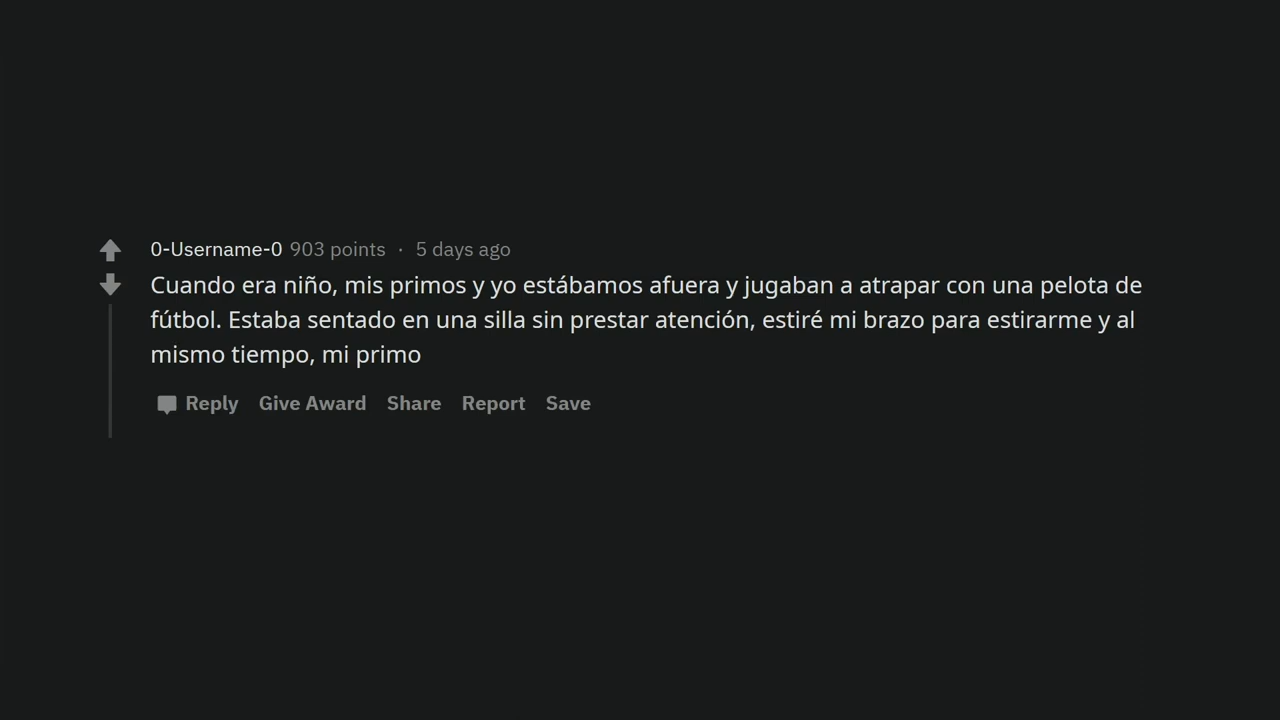 0-Username-0 903 points · 5 days ago
Cuando era niño, mis primos y yo estábamos afuera y jugaban a atrapar con una pelota de
fútbol. Estaba sentado en una silla sin prestar atención, estiré mi brazo para estirarme y al
mismo tiempo, mi primo
Reply Give Award Share Report Save